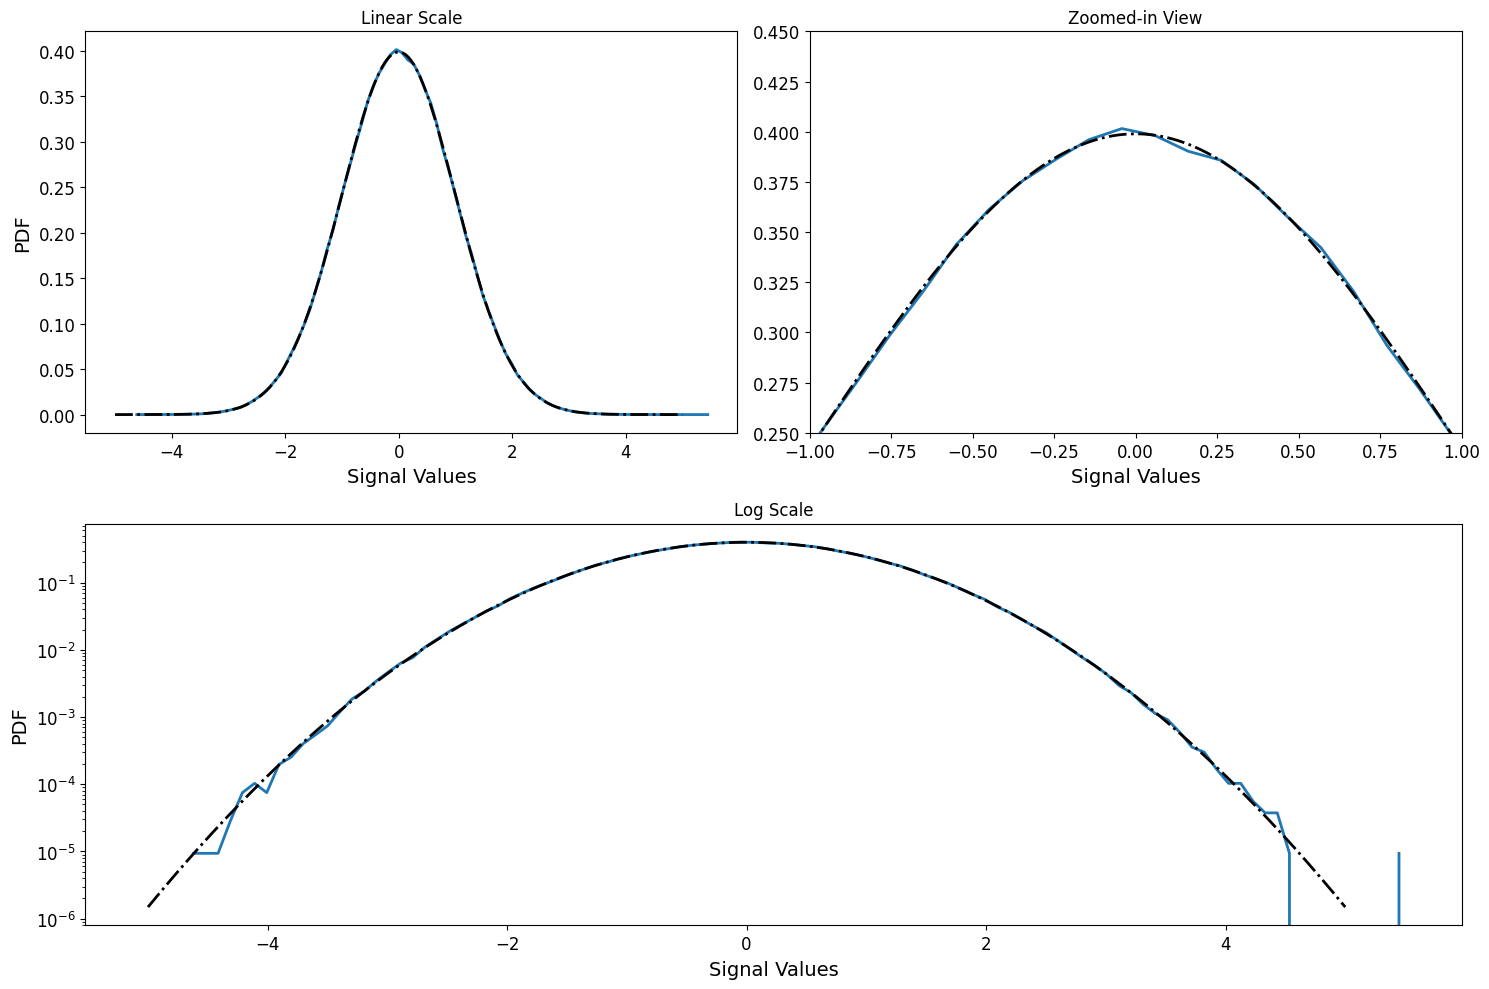 Linear Scale
0.40
0.35
0.30
0.25
0.20
0.15
0.10
0.05
0.00
PDF
−4 −2 0 2 4
Signal Values
Zoomed-in View
0.450
0.425
0.400
0.375
0.350
0.325
0.300
0.275
0.250
−1.00 −0.75 −0.50 −0.25 0.00 0.25 0.50 0.75 1.00
Signal Values
Log Scale
10⁻¹
10⁻²
10⁻³
10⁻⁴
10⁻⁵
10⁻⁶
PDF
−4 −2 0 2 4
Signal Values